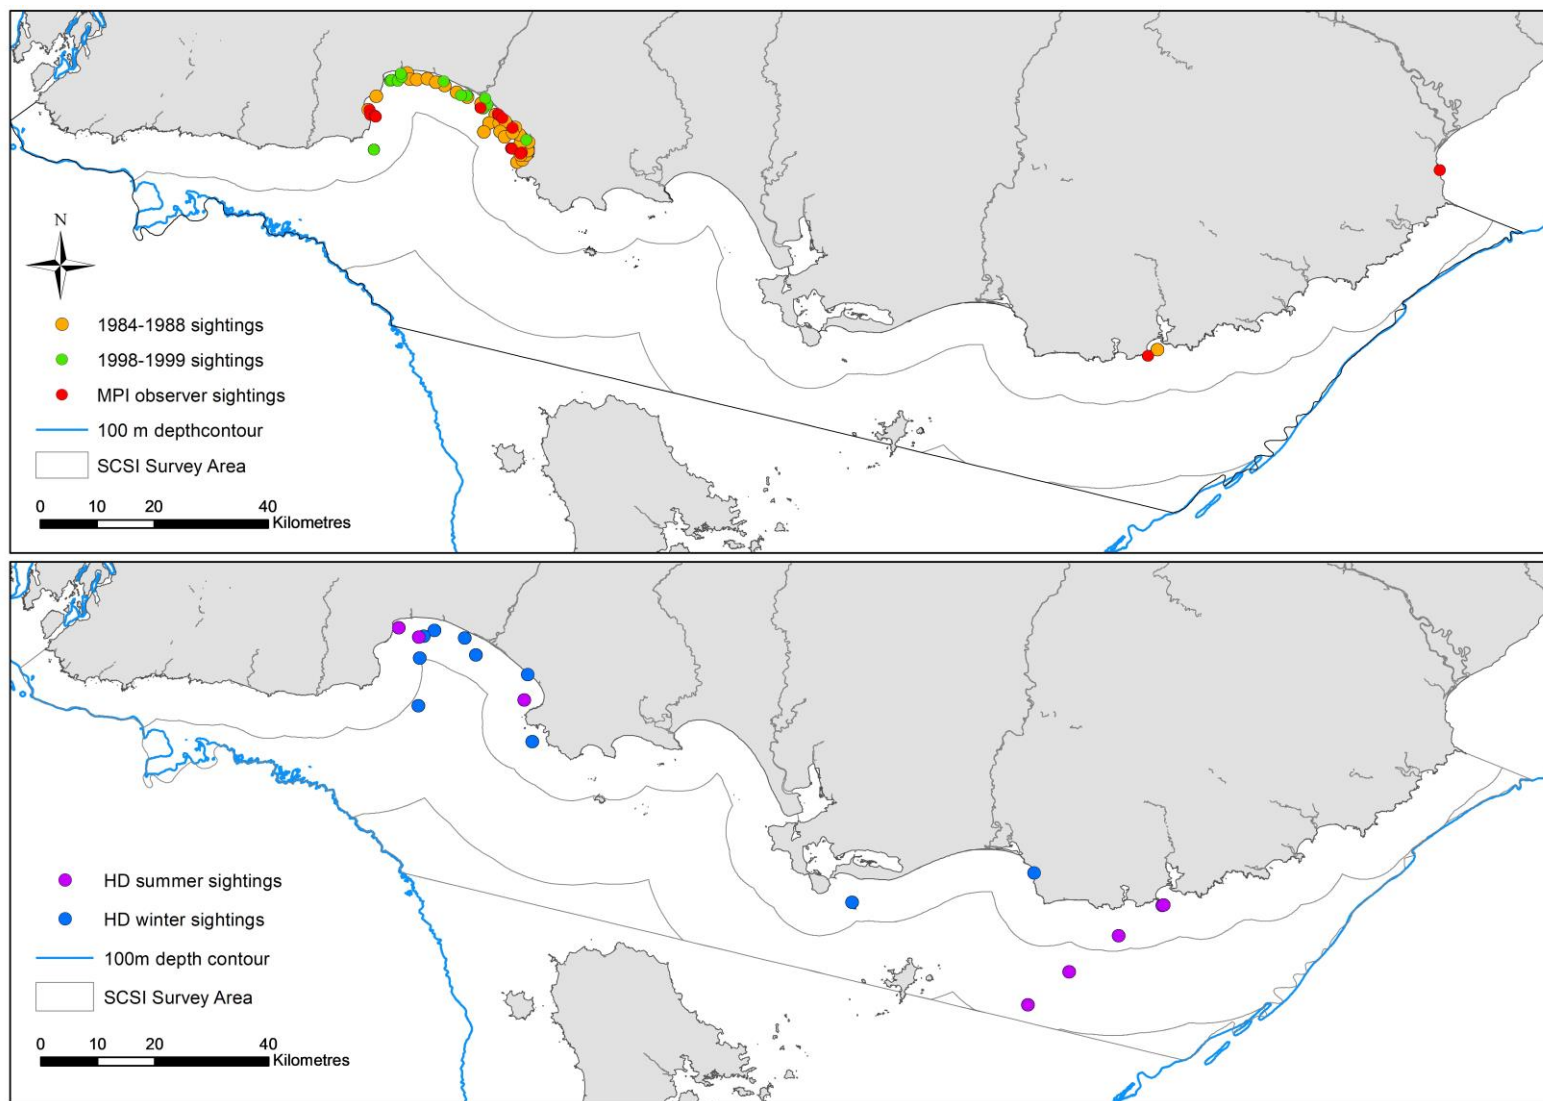 N
1984-1988 sightings
1998-1999 sightings
MPI observer sightings
100 m depthcontour
SCSI Survey Area
0 10 20 40
Kilometres
HD summer sightings
HD winter sightings
100m depth contour
SCSI Survey Area
0 10 20 40
Kilometres